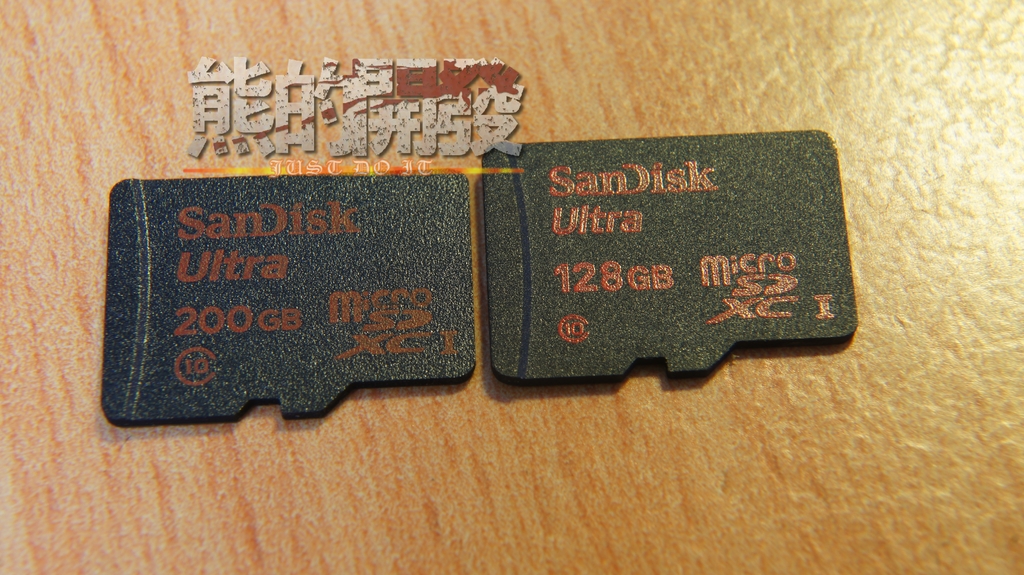 熊的開發
JUST DO IT
SanDisk
Ultra
200GB
micro
SD
XC I
10
SanDisk
Ultra
128GB
micro
SD
XC I
10